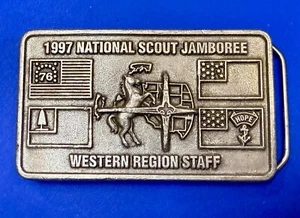 1997 NATIONAL SCOUT JAMBOREE
76
HOPE
WESTERN REGION STAFF